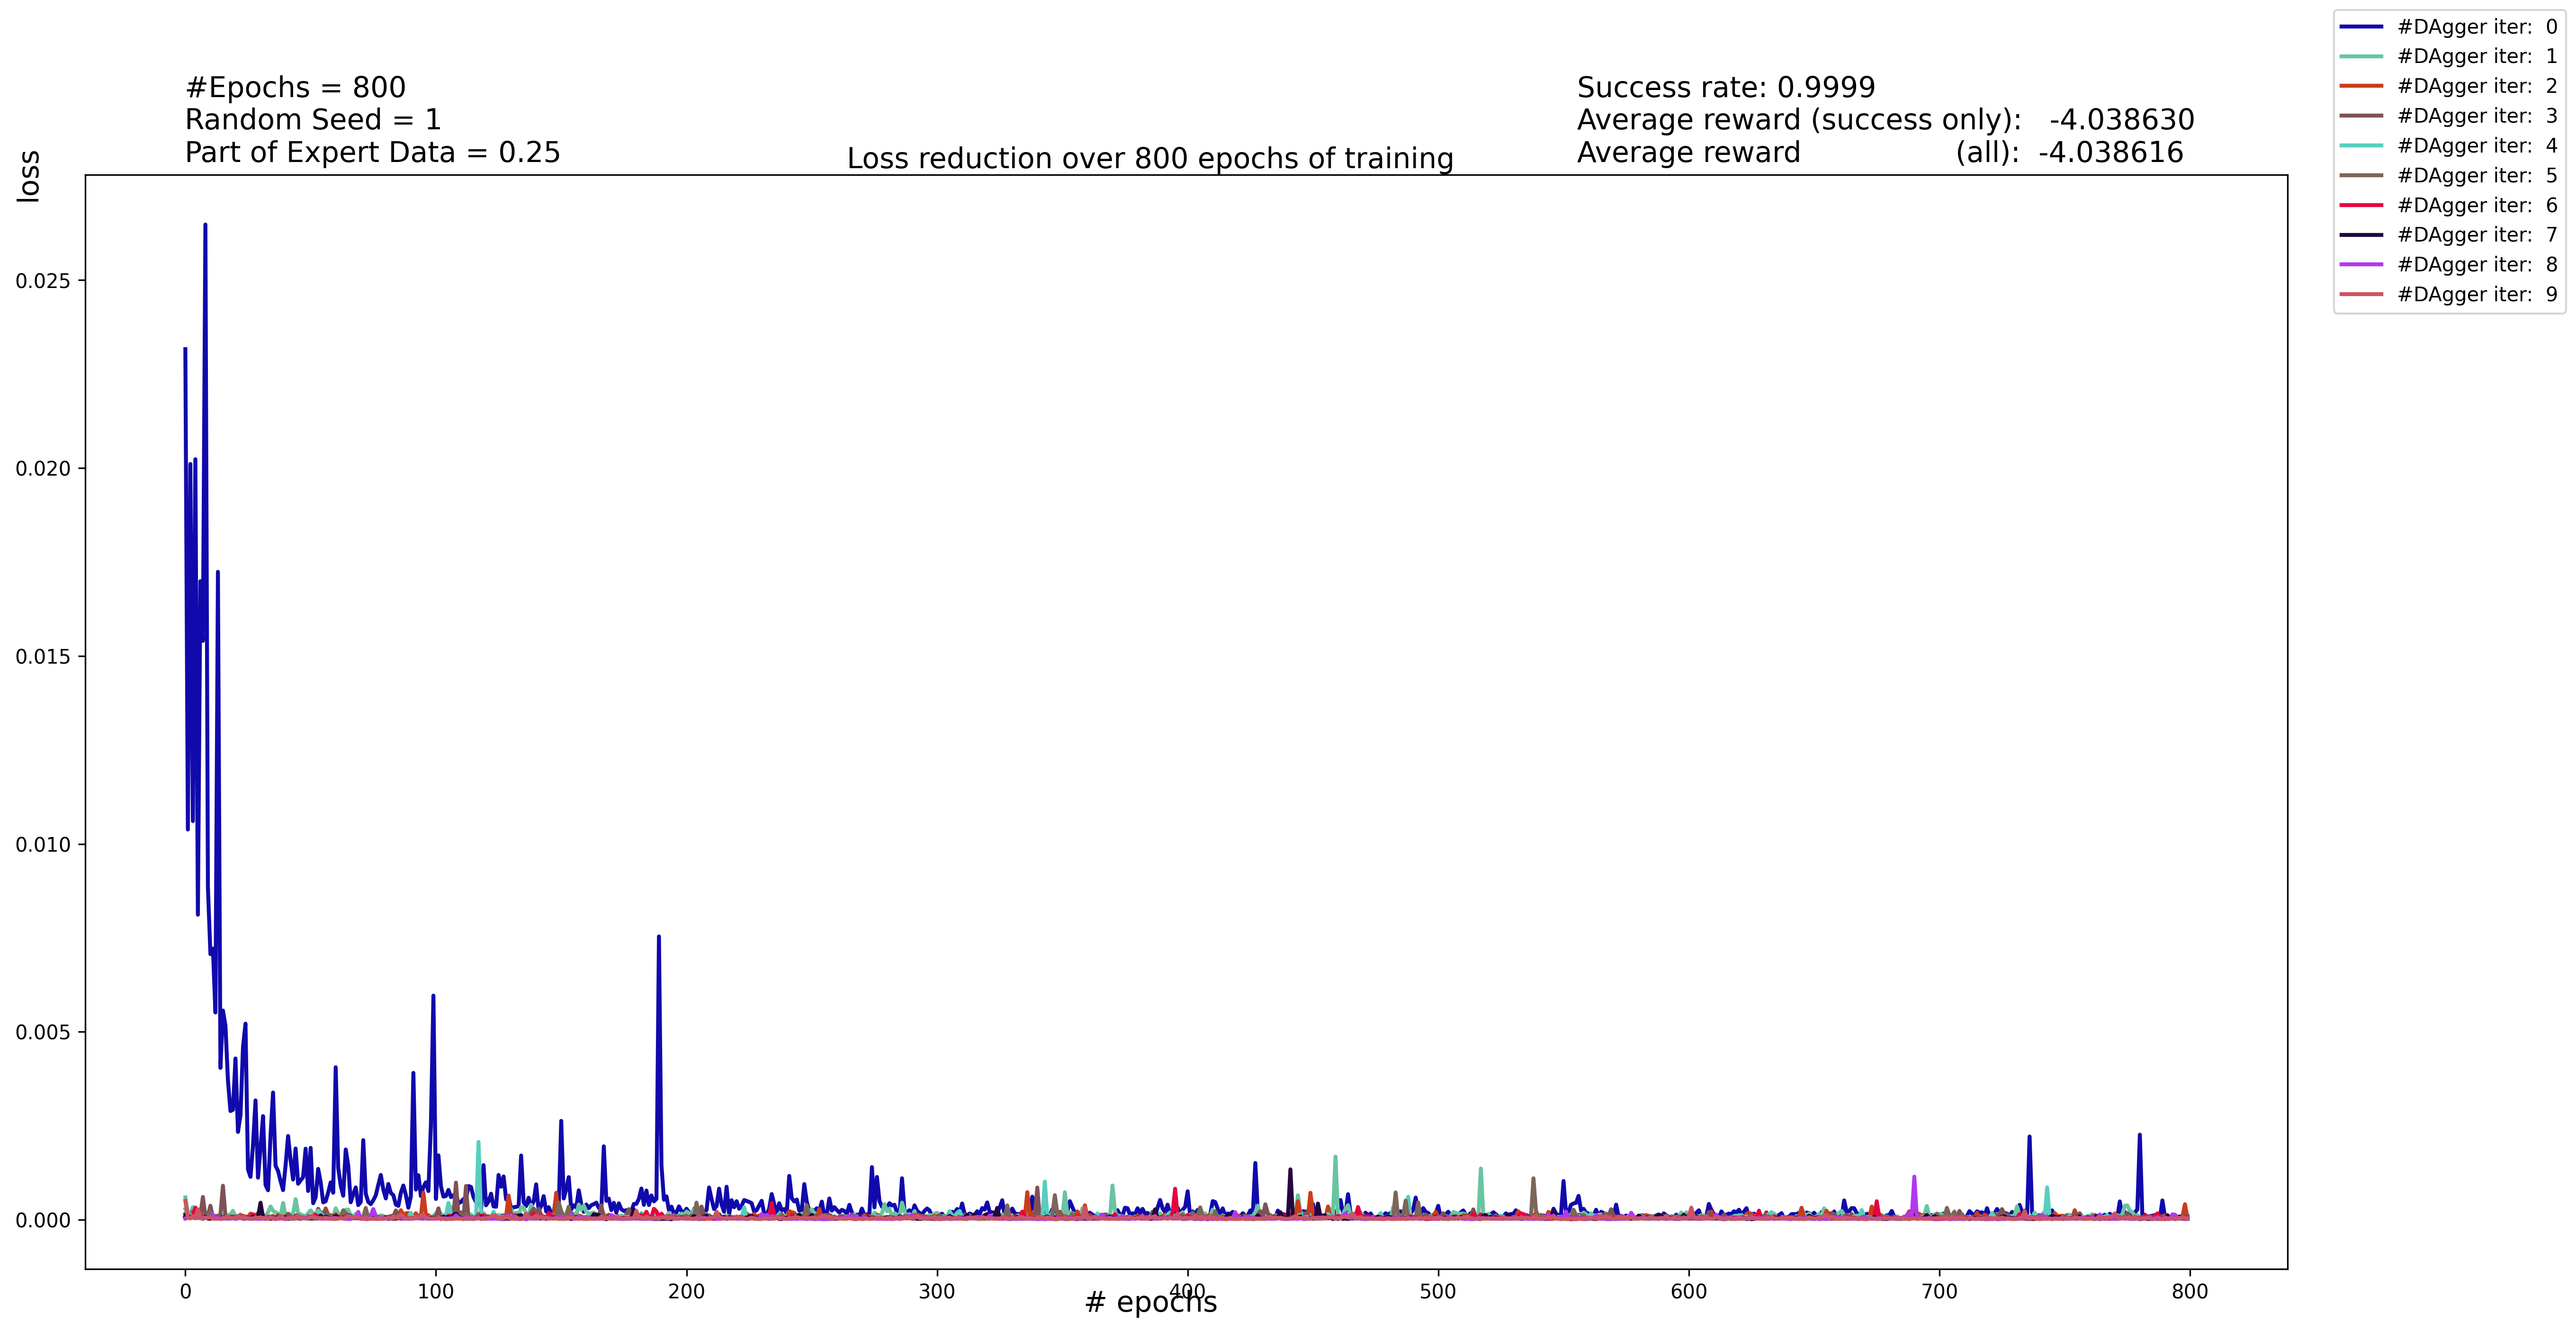 #Epochs = 800
Random Seed = 1
Part of Expert Data = 0.25
Success rate: 0.9999
Average reward (success only): -4.038630
Average reward (all): -4.038616
Loss reduction over 800 epochs of training
#DAgger iter: 0
#DAgger iter: 1
#DAgger iter: 2
#DAgger iter: 3
#DAgger iter: 4
#DAgger iter: 5
#DAgger iter: 6
#DAgger iter: 7
#DAgger iter: 8
#DAgger iter: 9
loss
0.025
0.020
0.015
0.010
0.005
0.000
0 100 200 300 400 500 600 700 800
# epochs